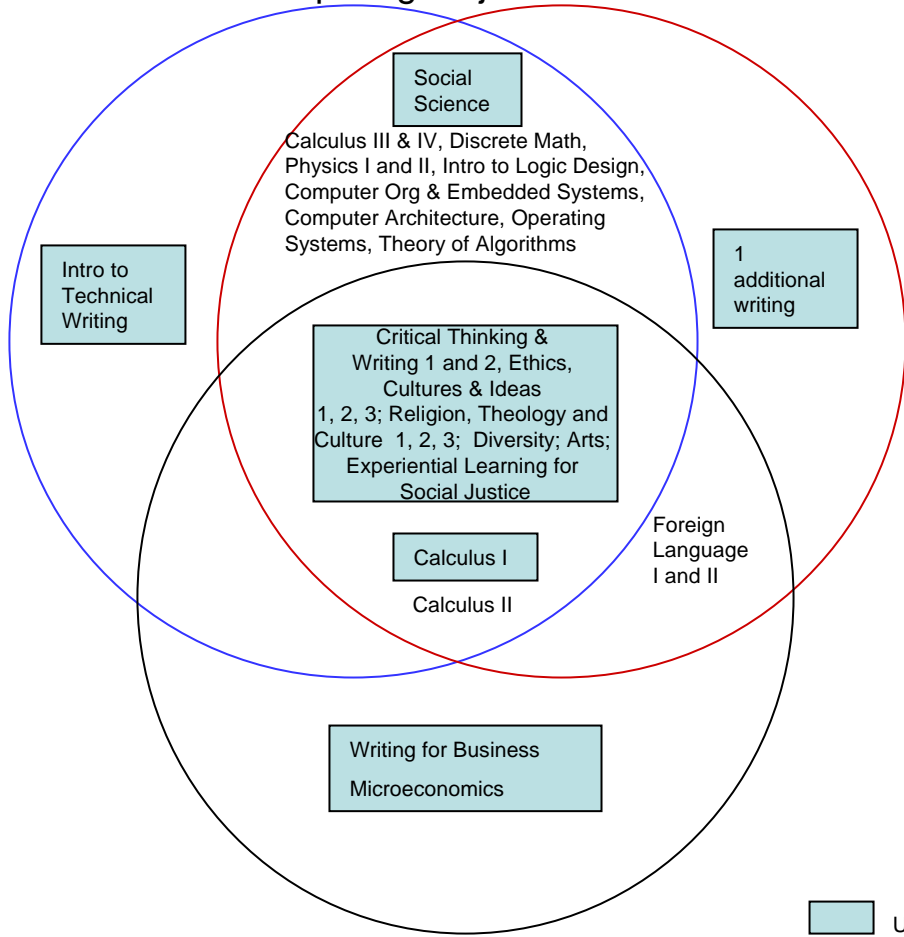 Social
Science
Calculus III & IV, Discrete Math,
Physics I and II, Intro to Logic Design,
Computer Org & Embedded Systems,
Computer Architecture, Operating
Systems, Theory of Algorithms
Intro to
Technical
Writing
1
additional
writing
Critical Thinking &
Writing 1 and 2, Ethics,
Cultures & Ideas
1, 2, 3; Religion, Theology and
Culture 1, 2, 3; Diversity; Arts;
Experiential Learning for
Social Justice
Foreign
Language
I and II
Calculus I
Calculus II
Writing for Business
Microeconomics